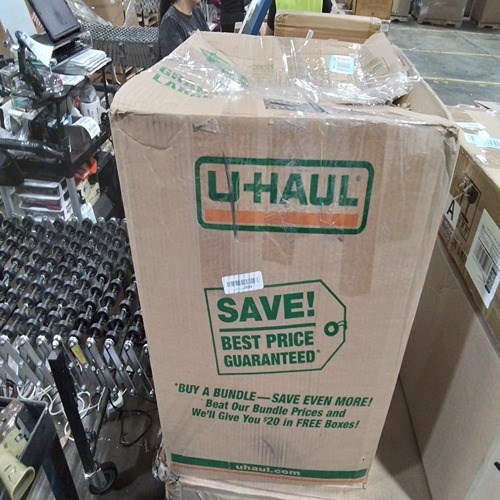 U-HAUL
SAVE!
BEST PRICE
GUARANTEED*
*BUY A BUNDLE—SAVE EVEN MORE!
Beat Our Bundle Prices and
We'll Give You $20 in FREE Boxes!
uhaul.com
A